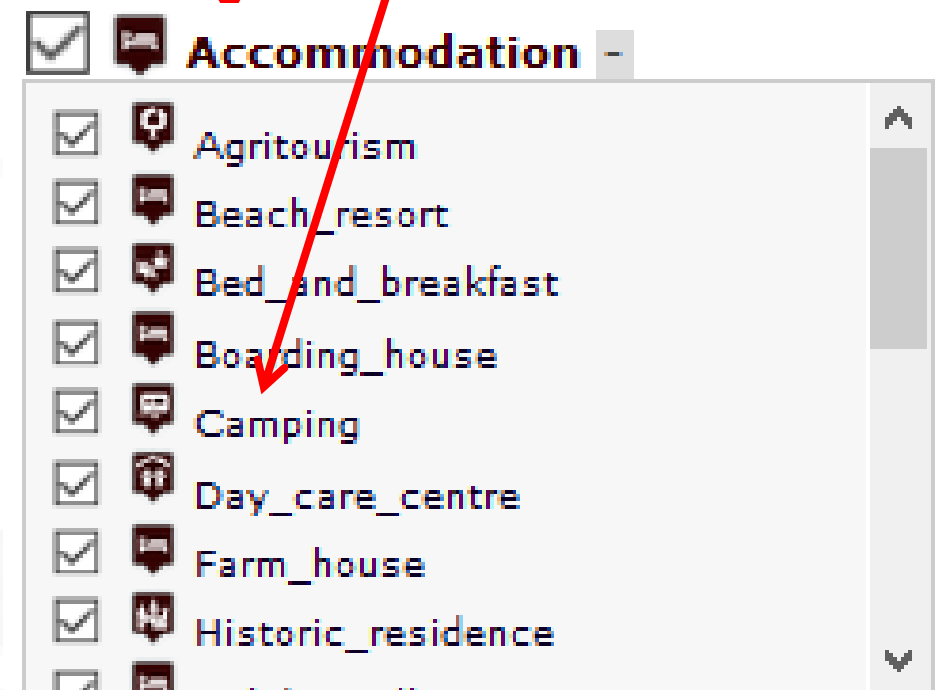 Accommodation -
Agritourism
Beach_resort
Bed_and_breakfast
Boarding_house
Camping
Day_care_centre
Farm_house
Historic_residence